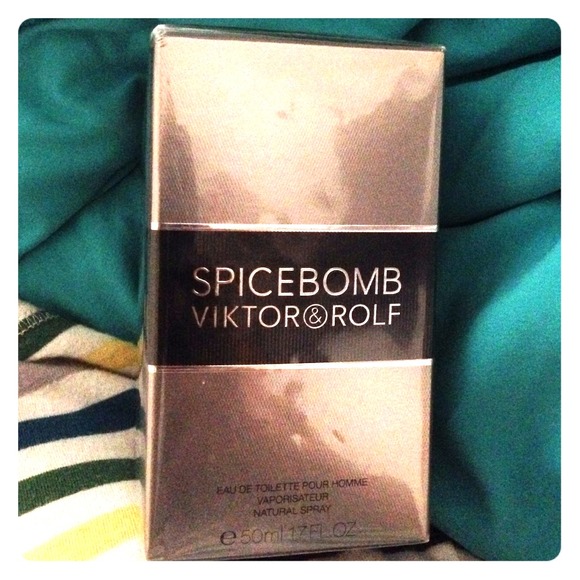 SPICEBOMB
VIKTOR&ROLF
EAU DE TOILETTE POUR HOMME
VAPORISATEUR
NATURAL SPRAY
℮ 50ml 1.7 FL.OZ.